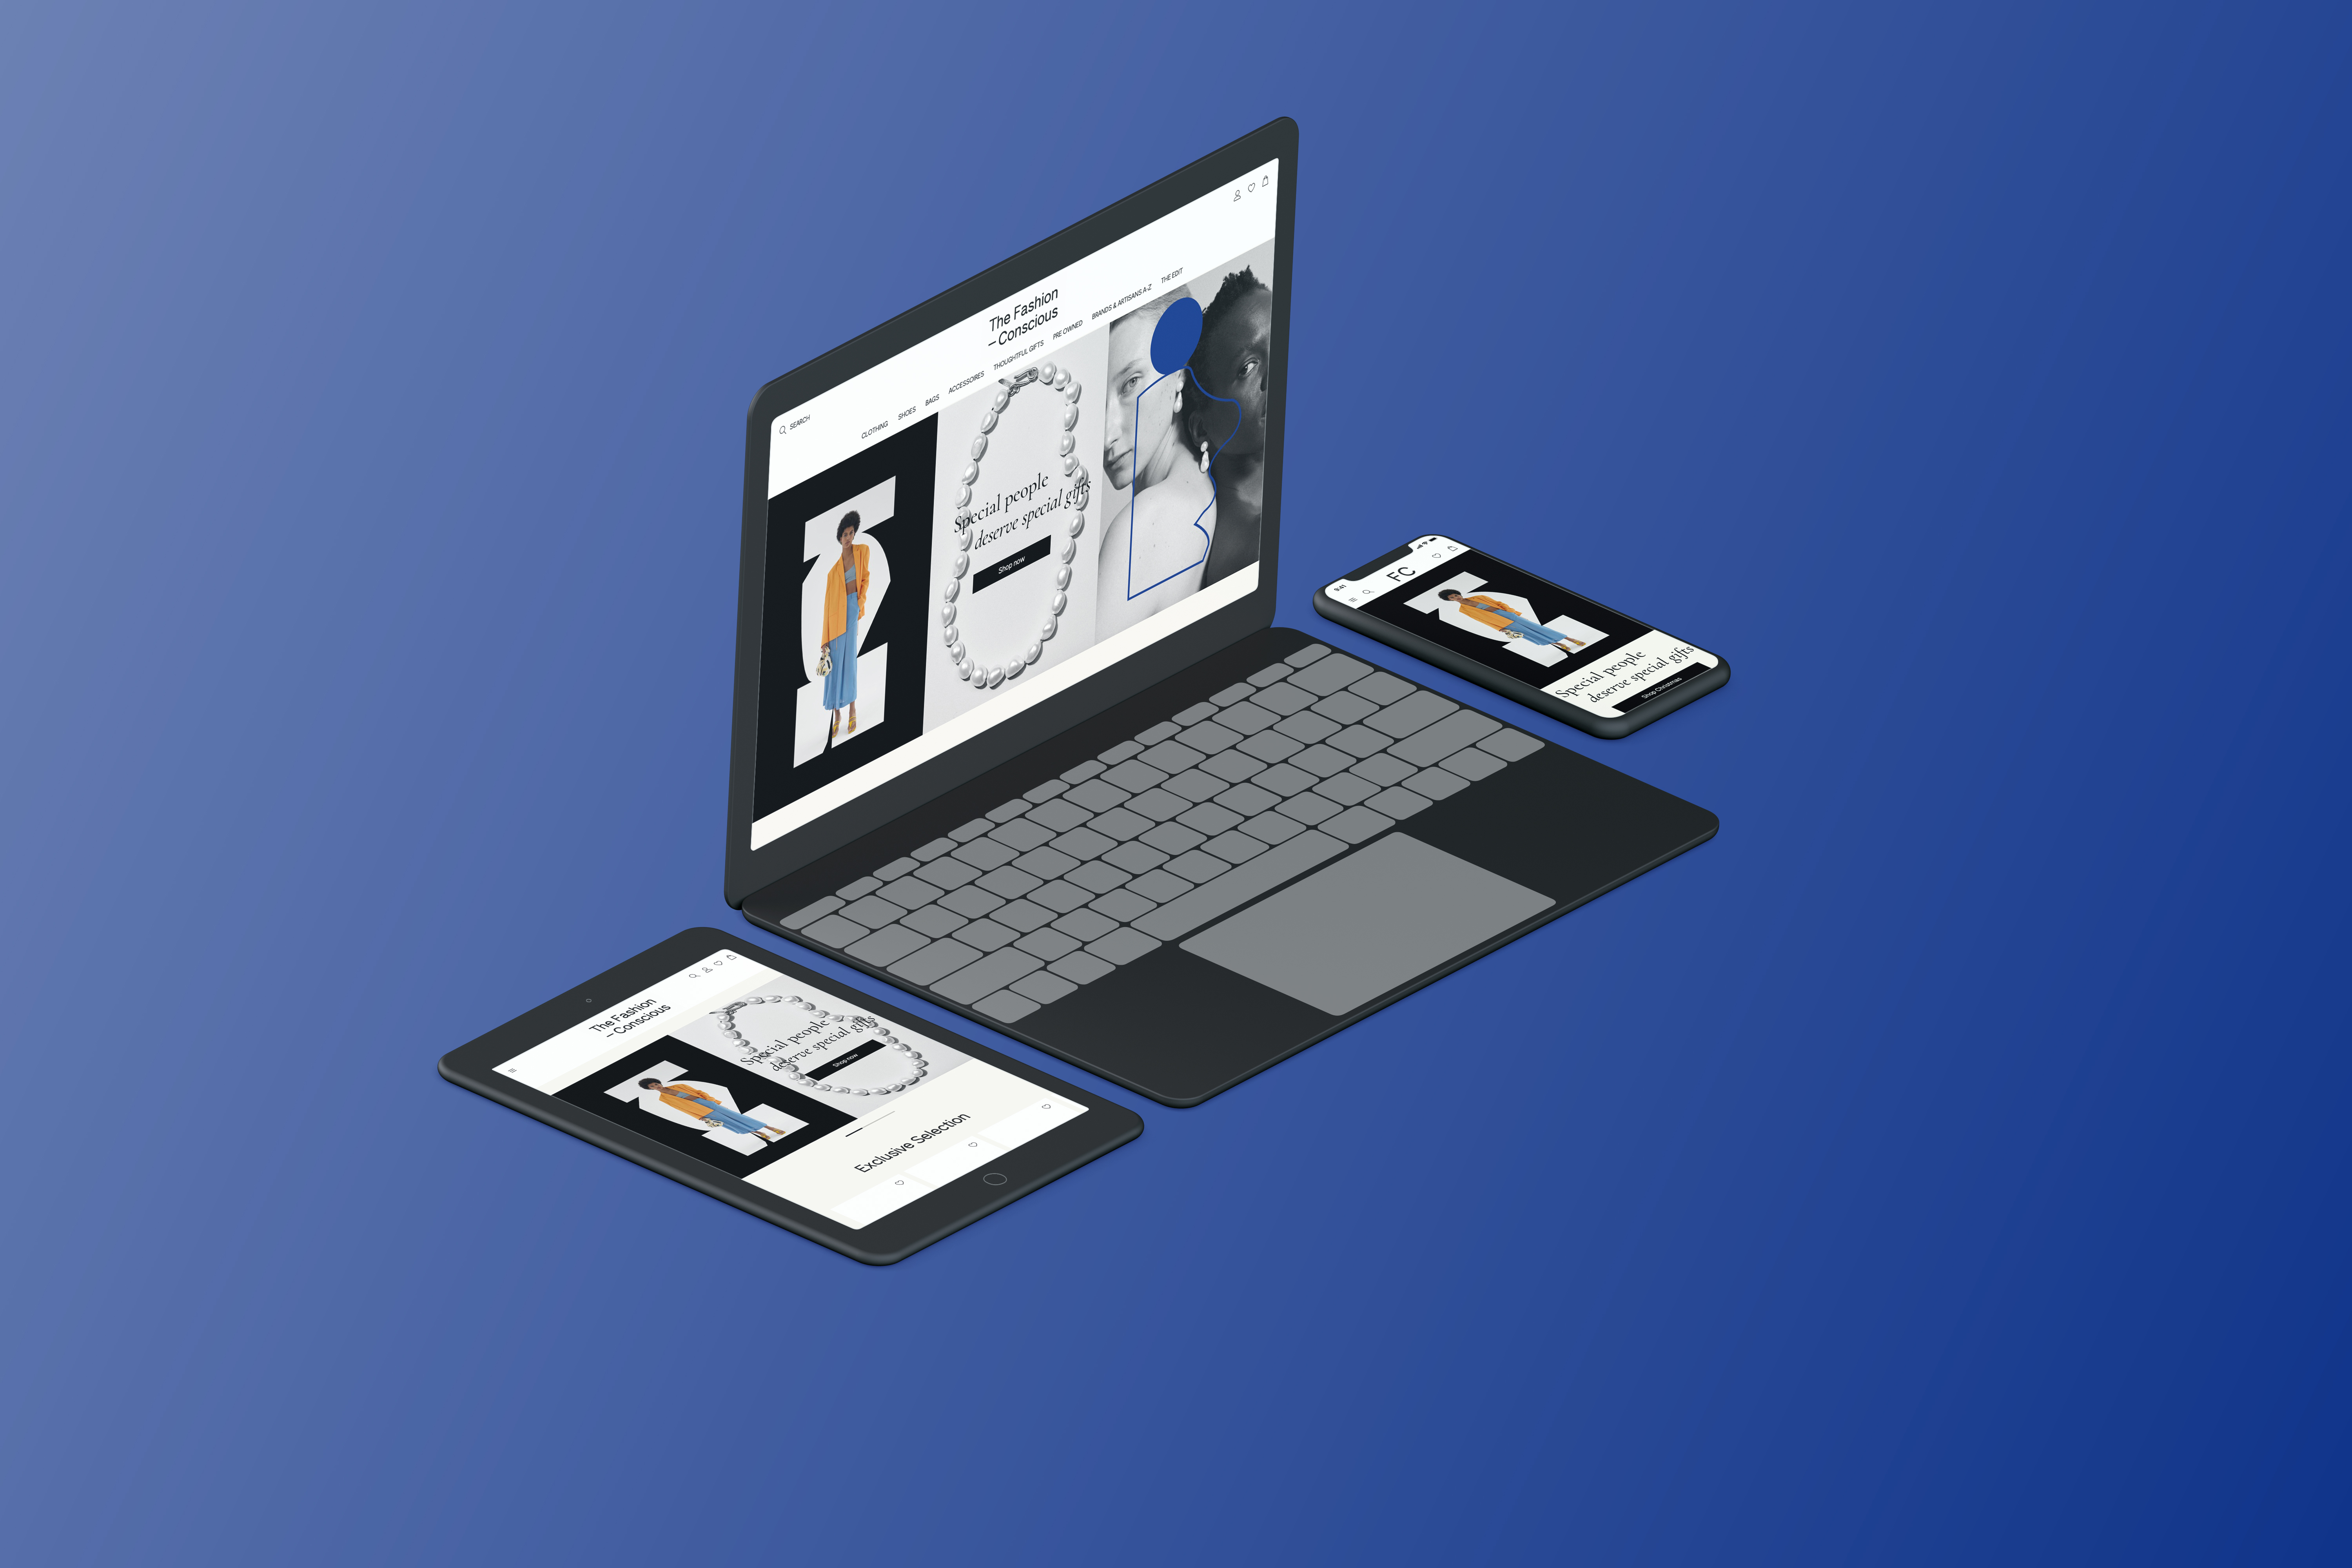 SEARCH
The Fashion
– Conscious
CLOTHING SHOES BAGS ACCESSOIRES THOUGHTFUL GIFTS PRE OWNED BRANDS & ARTISANS A-Z THE EDIT
Special people
deserve special gifts
Shop now
9:41
FC
Special people
deserve special gifts
Shop Christmas
The Fashion
– Conscious
Special people
deserve special gifts
Shop now
Exclusive Selection